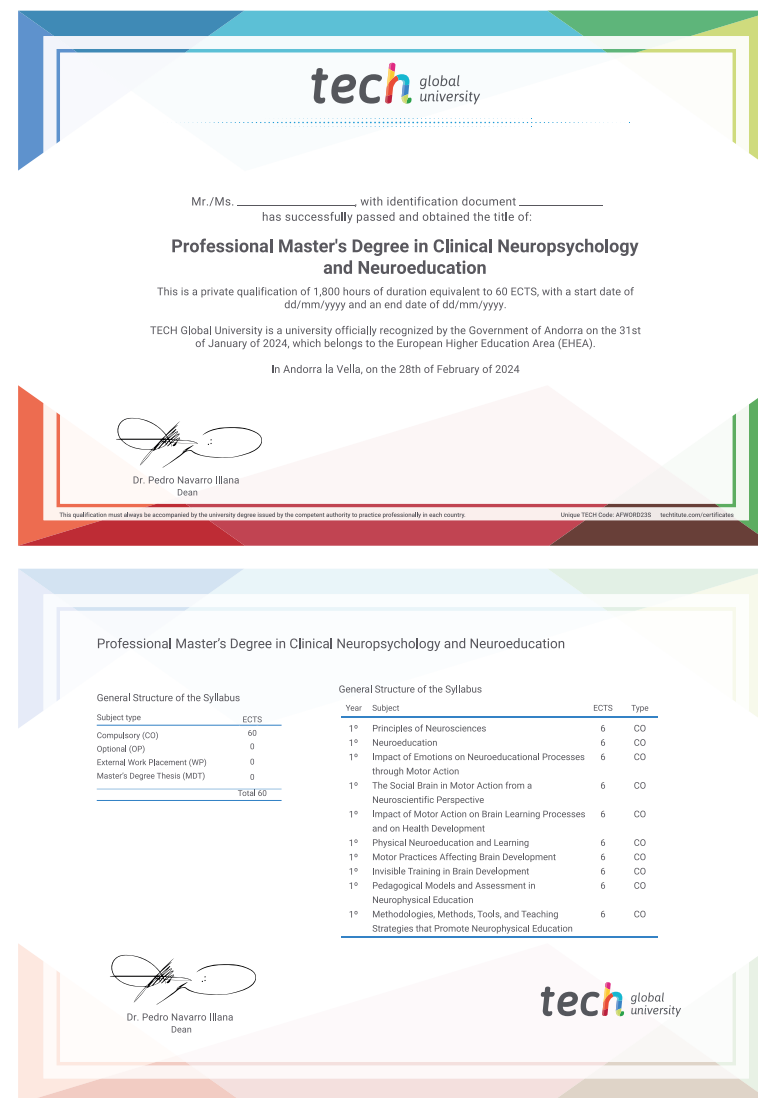 tech global university
Mr./Ms. ____________, with identification document ____________
has successfully passed and obtained the title of:
Professional Master's Degree in Clinical Neuropsychology
and Neuroeducation
This is a private qualification of 1,800 hours of duration equivalent to 60 ECTS, with a start date of
dd/mm/yyyy and an end date of dd/mm/yyyy.
TECH Global University is a university officially recognized by the Government of Andorra on the 31st
of January of 2024, which belongs to the European Higher Education Area (EHEA).
In Andorra la Vella, on the 28th of February of 2024
Dr. Pedro Navarro Illana
Dean
This qualification must always be accompanied by the university degree issued by the competent authority to practice professionally in each country. Unique TECH Code: AFWORD23S techtitute.com/certificates
Professional Master's Degree in Clinical Neuropsychology and Neuroeducation
General Structure of the Syllabus
Subject type ECTS
Compulsory (CO) 60
Optional (OP) 0
External Work Placement (WP) 0
Master's Degree Thesis (MDT) 0
Total 60
General Structure of the Syllabus
Year Subject ECTS Type
1º Principles of Neurosciences 6 CO
1º Neuroeducation 6 CO
1º Impact of Emotions on Neuroeducational Processes 6 CO
through Motor Action
1º The Social Brain in Motor Action from a 6 CO
Neuroscientific Perspective
1º Impact of Motor Action on Brain Learning Processes 6 CO
and on Health Development
1º Physical Neuroeducation and Learning 6 CO
1º Motor Practices Affecting Brain Development 6 CO
1º Invisible Training in Brain Development 6 CO
1º Pedagogical Models and Assessment in 6 CO
Neurophysical Education
1º Methodologies, Methods, Tools, and Teaching 6 CO
Strategies that Promote Neurophysical Education
Dr. Pedro Navarro Illana
Dean
tech global university